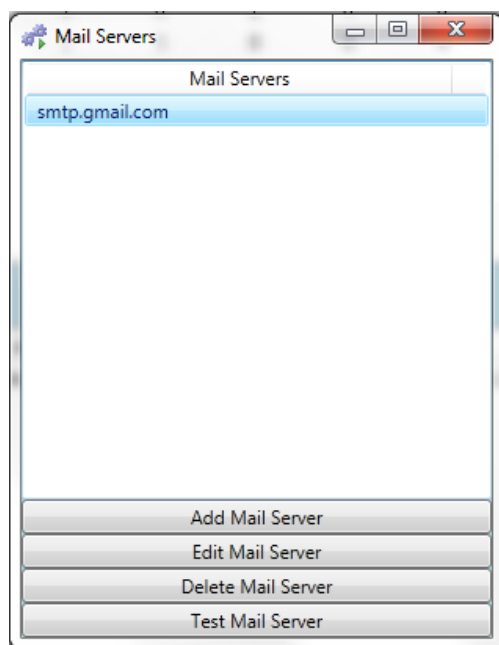 Mail Servers
Mail Servers
smtp.gmail.com
Add Mail Server
Edit Mail Server
Delete Mail Server
Test Mail Server